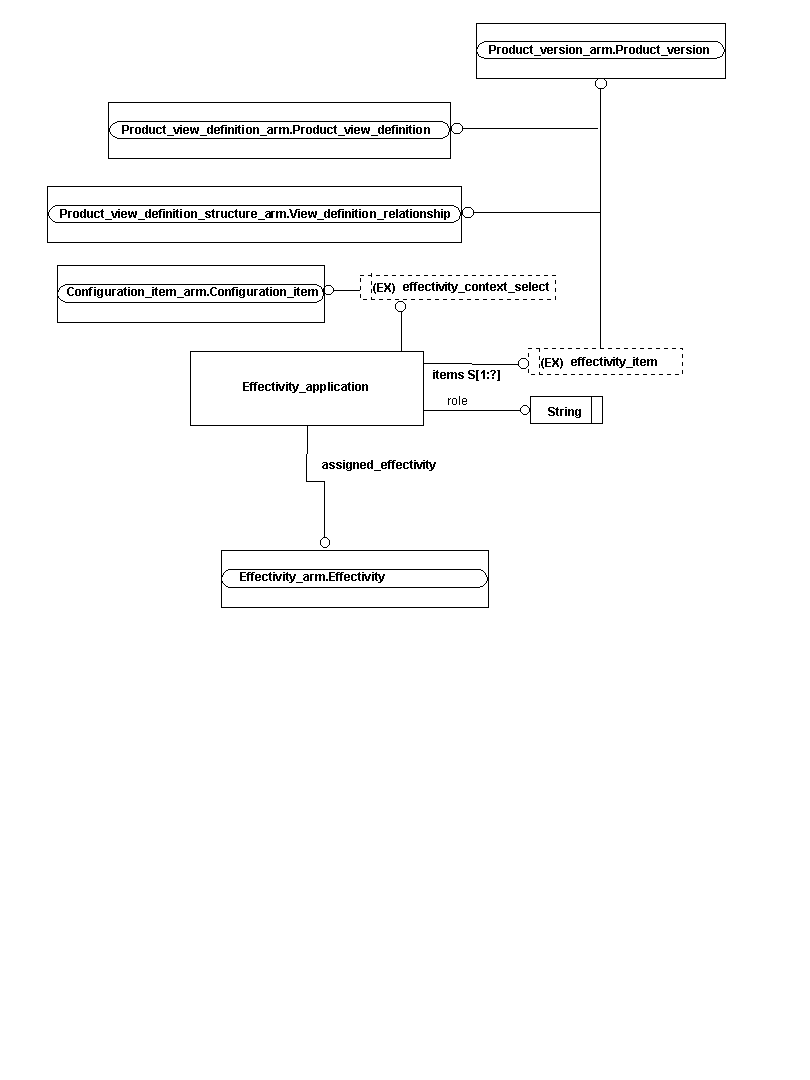 Product_version_arm.Product_version
Product_view_definition_arm.Product_view_definition
Product_view_definition_structure_arm.View_definition_relationship
Configuration_item_arm.Configuration_item
(EX) effectivity_context_select
Effectivity_application
items S[1:?]
(EX) effectivity_item
role
String
assigned_effectivity
Effectivity_arm.Effectivity